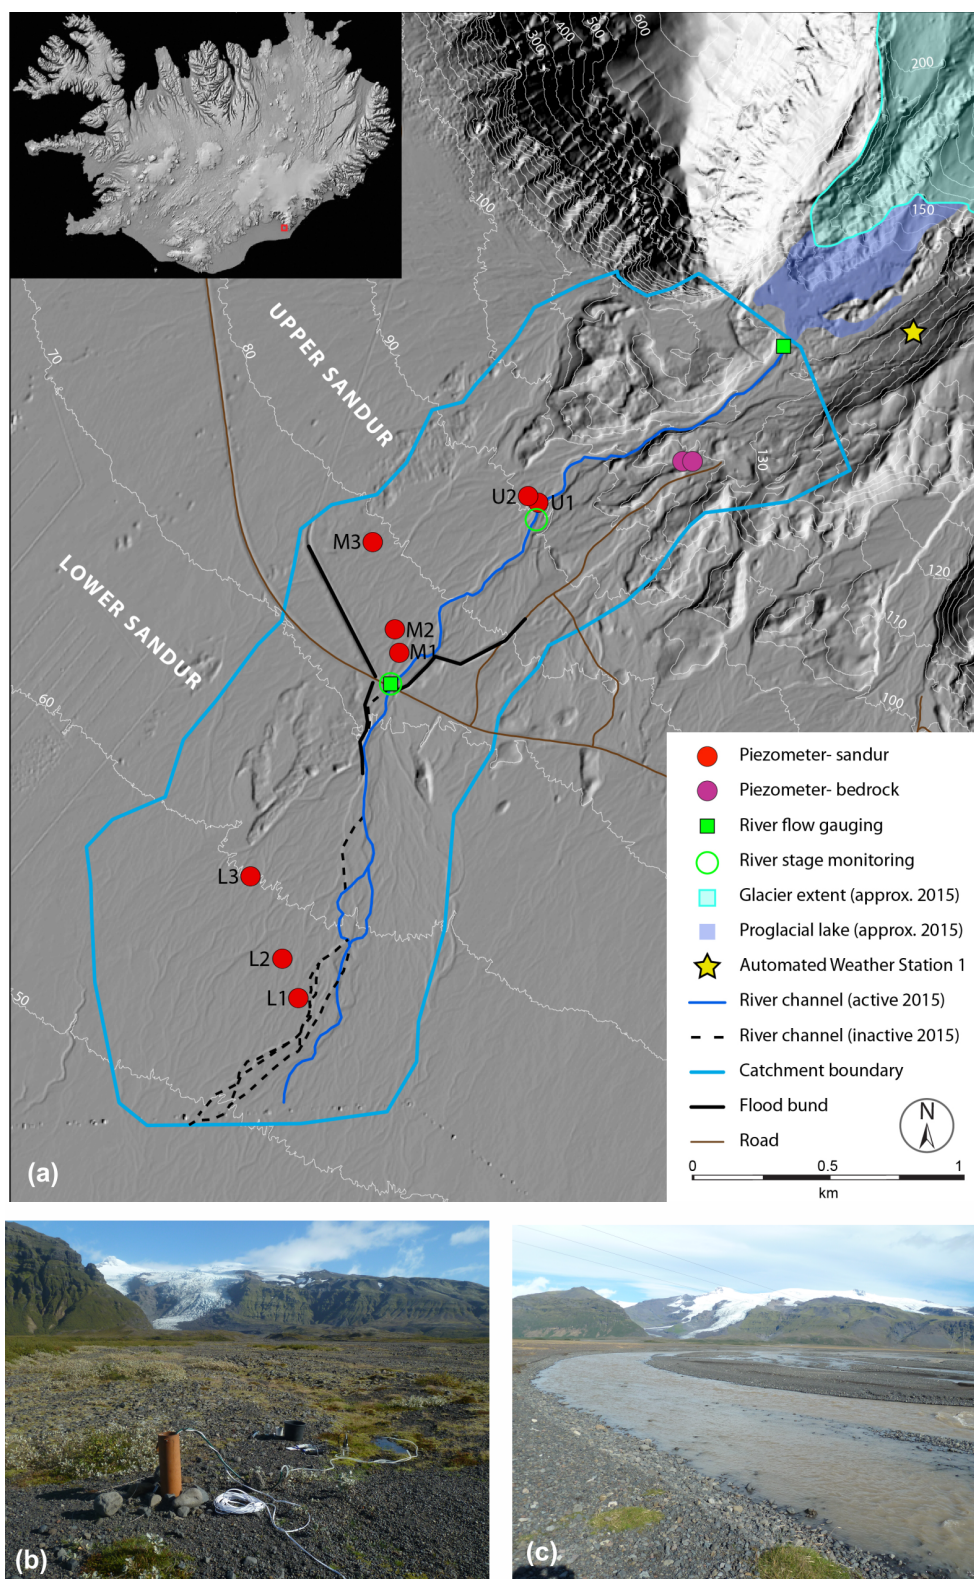 300
400
500
600
200
150
100
90
80
70
UPPER SANDUR
130
U2
U1
M3
LOWER SANDUR
120
M2
110
M1
60
100
L3
L2
L1
50
Piezometer- sandur
Piezometer- bedrock
River flow gauging
River stage monitoring
Glacier extent (approx. 2015)
Proglacial lake (approx. 2015)
Automated Weather Station 1
River channel (active 2015)
River channel (inactive 2015)
Catchment boundary
Flood bund
Road
N
0 0.5 1
km
(a)
(b)
(c)